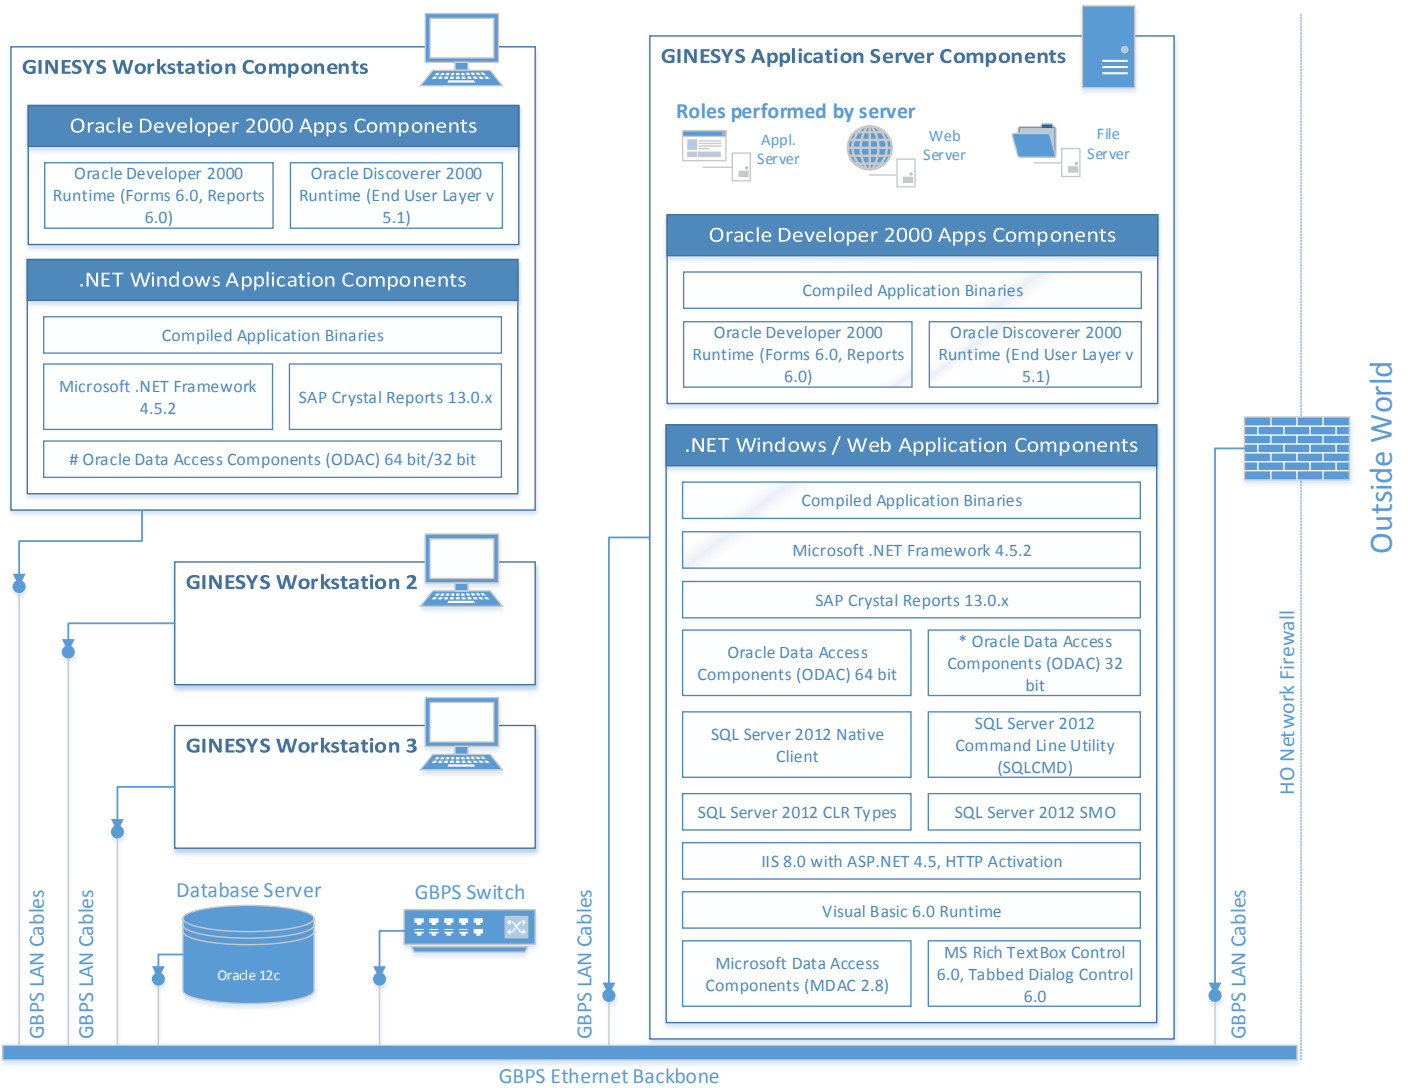 GINESYS Workstation Components
Oracle Developer 2000 Apps Components
Oracle Developer 2000
Runtime (Forms 6.0, Reports
6.0)
Oracle Discoverer 2000
Runtime (End User Layer v
5.1)
.NET Windows Application Components
Compiled Application Binaries
Microsoft .NET Framework
4.5.2
SAP Crystal Reports 13.0.x
# Oracle Data Access Components (ODAC) 64 bit/32 bit
GINESYS Workstation 2
GINESYS Workstation 3
GBPS LAN Cables
GBPS LAN Cables
Database Server
Oracle 12c
GBPS Switch
GBPS LAN Cables
GINESYS Application Server Components
Roles performed by server
Appl.
Server
Web
Server
File
Server
Oracle Developer 2000 Apps Components
Compiled Application Binaries
Oracle Developer 2000
Runtime (Forms 6.0, Reports
6.0)
Oracle Discoverer 2000
Runtime (End User Layer v
5.1)
.NET Windows / Web Application Components
Compiled Application Binaries
Microsoft .NET Framework 4.5.2
SAP Crystal Reports 13.0.x
Oracle Data Access
Components (ODAC) 64 bit
* Oracle Data Access
Components (ODAC) 32
bit
SQL Server 2012 Native
Client
SQL Server 2012
Command Line Utility
(SQLCMD)
SQL Server 2012 CLR Types
SQL Server 2012 SMO
IIS 8.0 with ASP.NET 4.5, HTTP Activation
Visual Basic 6.0 Runtime
Microsoft Data Access
Components (MDAC 2.8)
MS Rich TextBox Control
6.0, Tabbed Dialog Control
6.0
GBPS LAN Cables
HO Network Firewall
Outside World
GBPS Ethernet Backbone